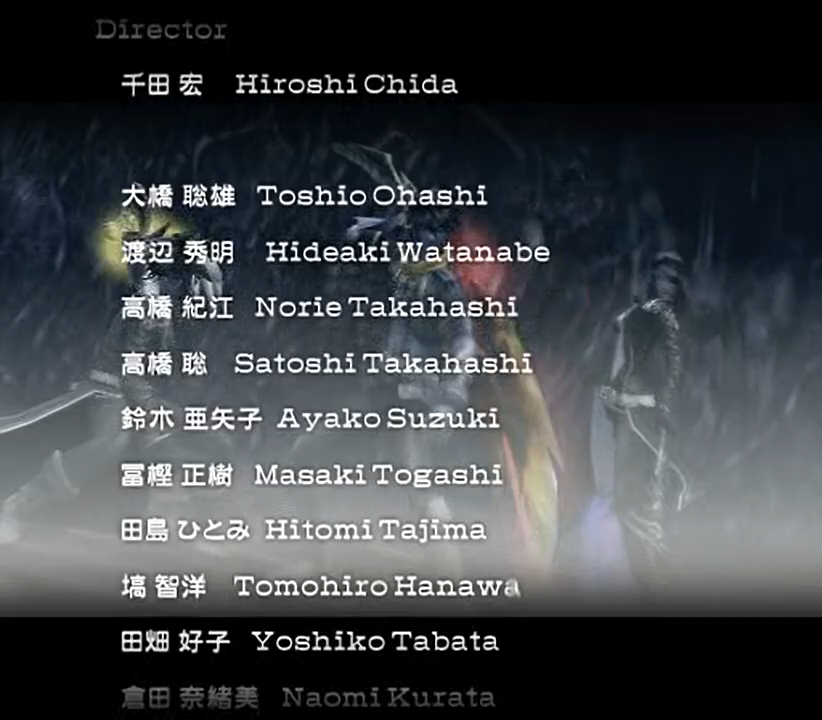 Director
千田 宏 Hiroshi Chida
大橋 聡雄 Toshio Ohashi
渡辺 秀明 Hideaki Watanabe
高橋 紀江 Norie Takahashi
高橋 聡 Satoshi Takahashi
鈴木 亜矢子 Ayako Suzuki
冨樫 正樹 Masaki Togashi
田島 ひとみ Hitomi Tajima
塙 智洋 Tomohiro Hanawa
田畑 好子 Yoshiko Tabata
倉田 奈緒美 Naomi Kurata